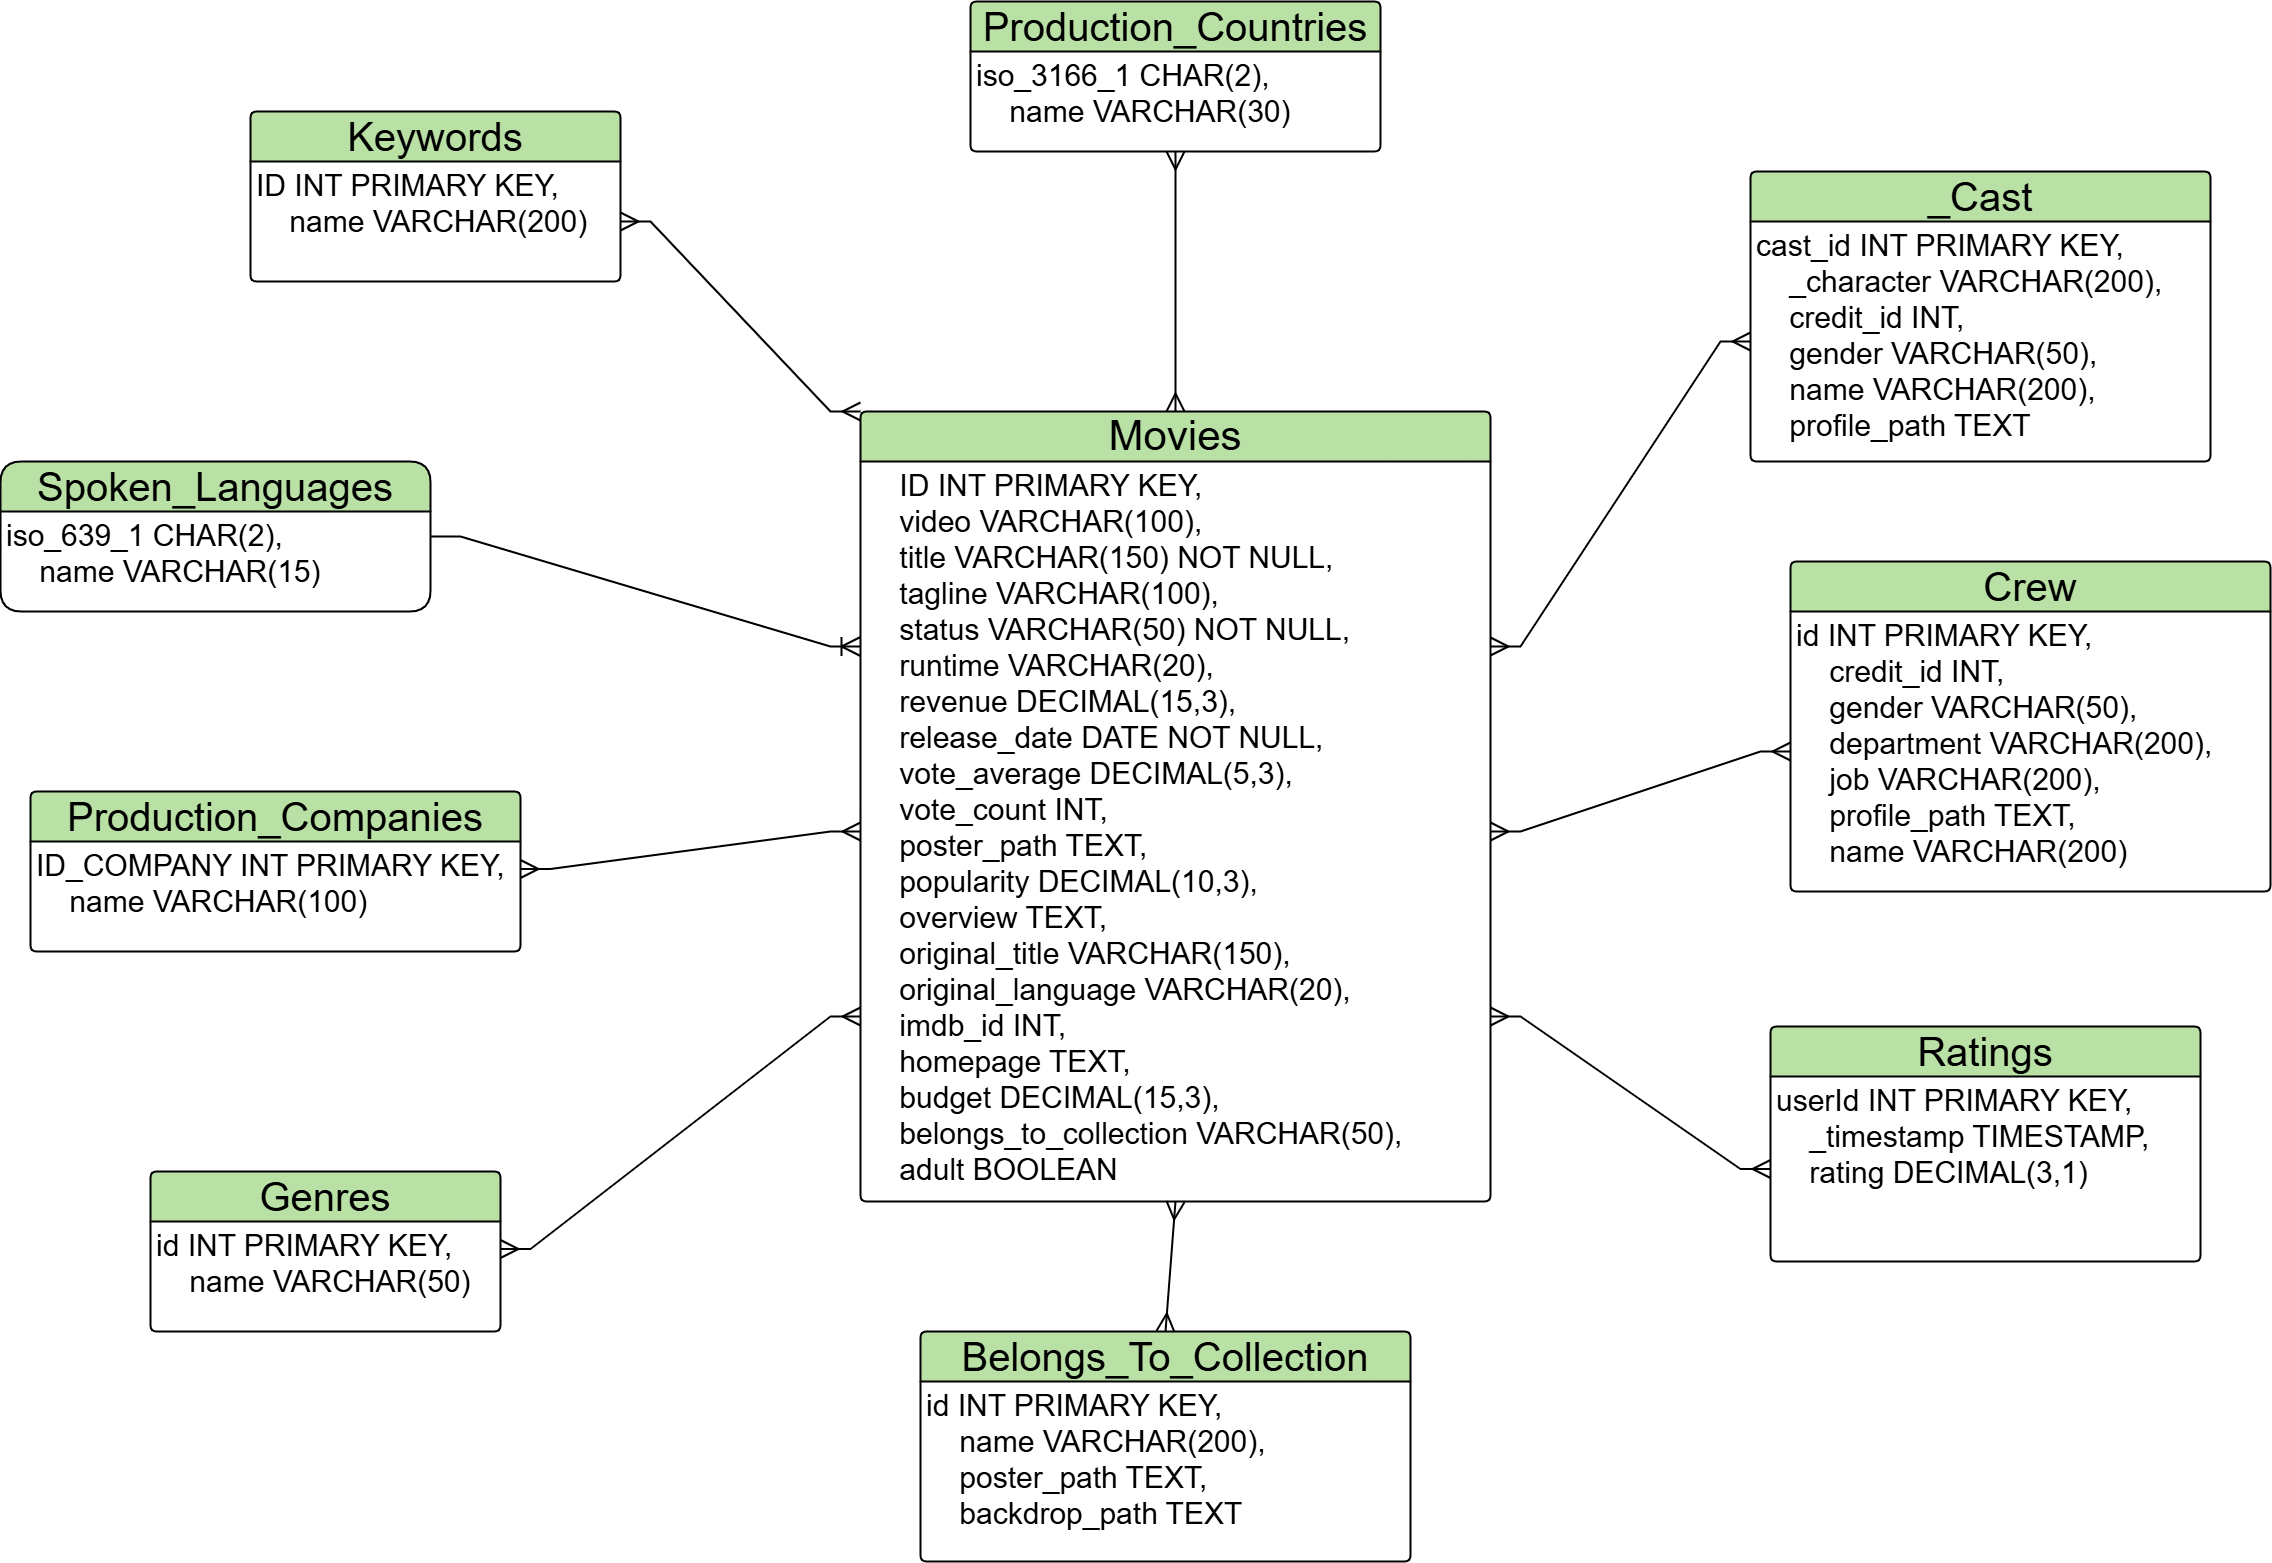 Production_Countries
iso_3166_1 CHAR(2),
name VARCHAR(30)
Keywords
ID INT PRIMARY KEY,
name VARCHAR(200)
_Cast
cast_id INT PRIMARY KEY,
_character VARCHAR(200),
credit_id INT,
gender VARCHAR(50),
name VARCHAR(200),
profile_path TEXT
Spoken_Languages
iso_639_1 CHAR(2),
name VARCHAR(15)
Movies
ID INT PRIMARY KEY,
video VARCHAR(100),
title VARCHAR(150) NOT NULL,
tagline VARCHAR(100),
status VARCHAR(50) NOT NULL,
runtime VARCHAR(20),
revenue DECIMAL(15,3),
release_date DATE NOT NULL,
vote_average DECIMAL(5,3),
vote_count INT,
poster_path TEXT,
popularity DECIMAL(10,3),
overview TEXT,
original_title VARCHAR(150),
original_language VARCHAR(20),
imdb_id INT,
homepage TEXT,
budget DECIMAL(15,3),
belongs_to_collection VARCHAR(50),
adult BOOLEAN
Crew
id INT PRIMARY KEY,
credit_id INT,
gender VARCHAR(50),
department VARCHAR(200),
job VARCHAR(200),
profile_path TEXT,
name VARCHAR(200)
Production_Companies
ID_COMPANY INT PRIMARY KEY,
name VARCHAR(100)
Ratings
userId INT PRIMARY KEY,
_timestamp TIMESTAMP,
rating DECIMAL(3,1)
Genres
id INT PRIMARY KEY,
name VARCHAR(50)
Belongs_To_Collection
id INT PRIMARY KEY,
name VARCHAR(200),
poster_path TEXT,
backdrop_path TEXT